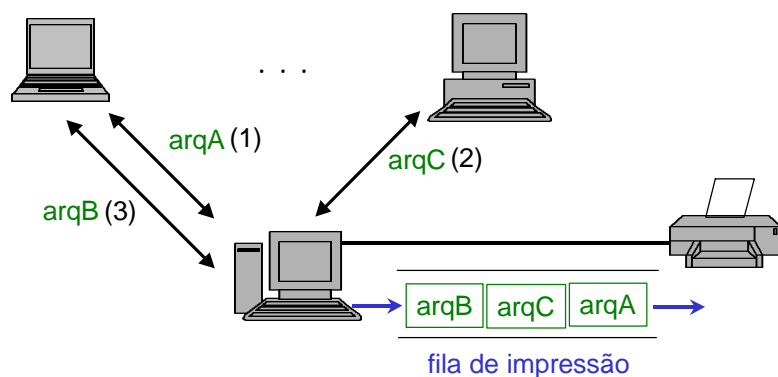 . . .
arqA (1)
arqC (2)
arqB (3)
arqB arqC arqA
fila de impressão